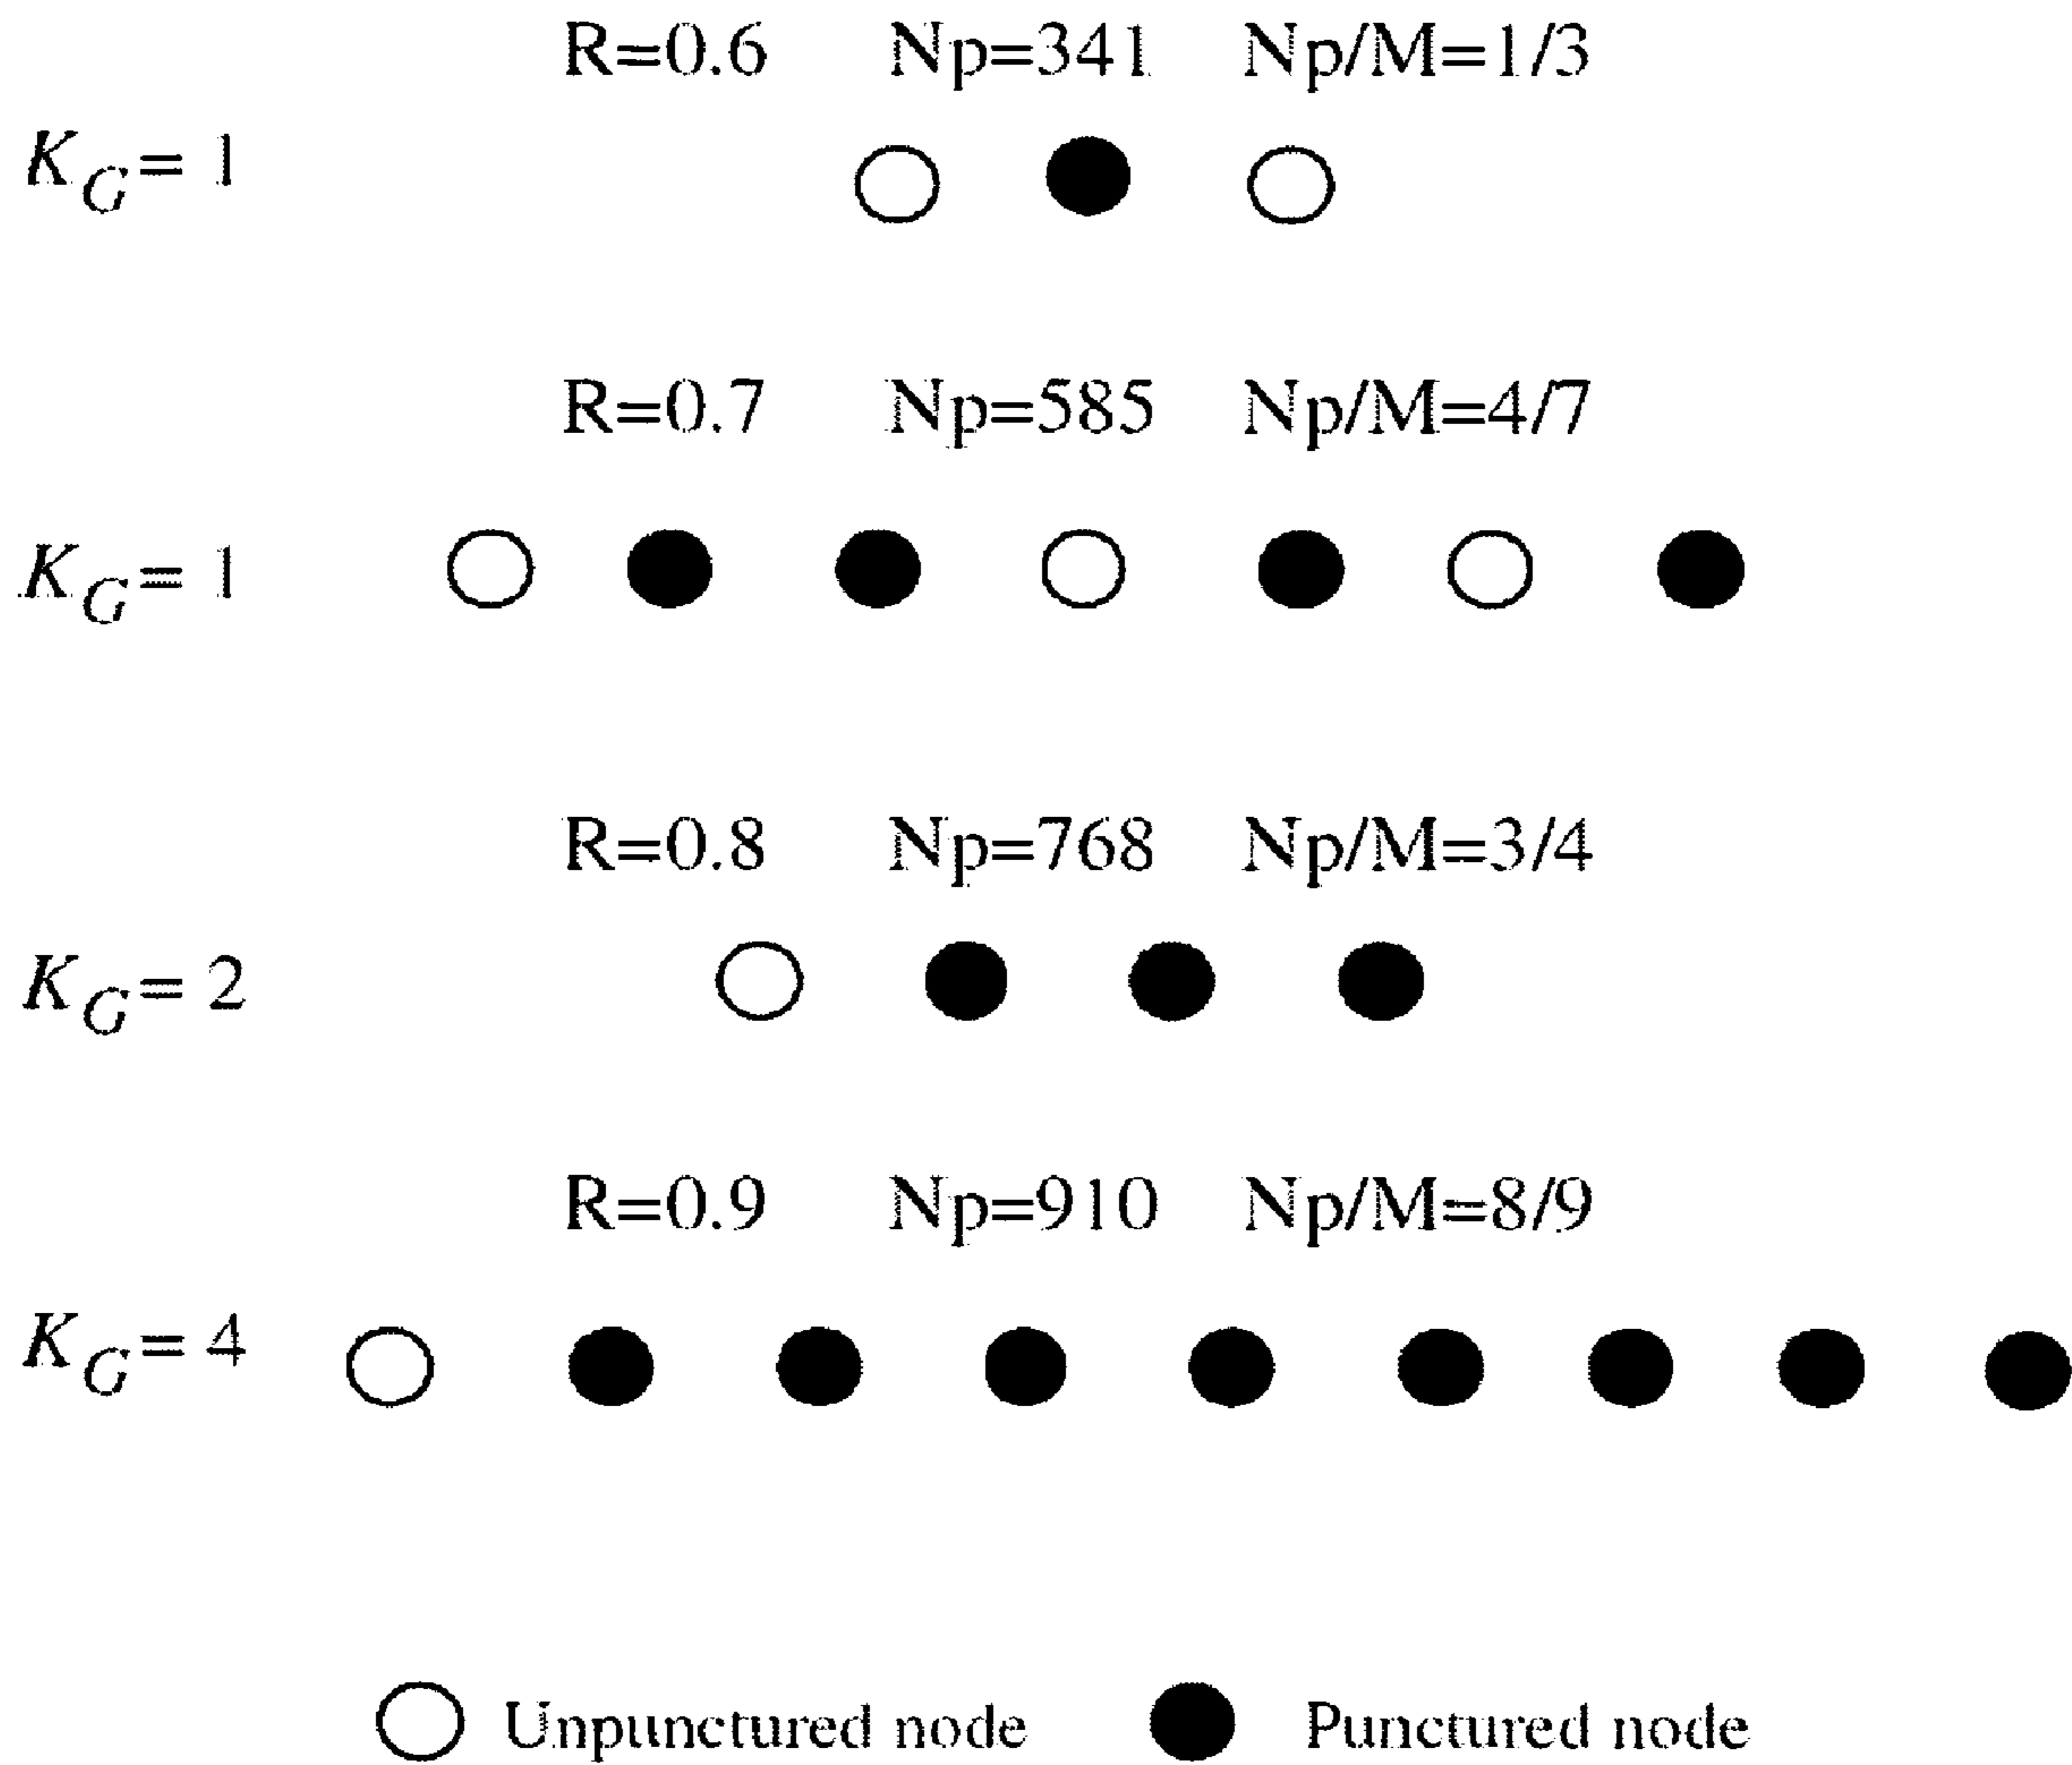 R=0.6 Np=341 Np/M=1/3
K_G= 1
R=0.7 Np=585 Np/M=4/7
K_G= 1
R=0.8 Np=768 Np/M=3/4
K_G= 2
R=0.9 Np=910 Np/M=8/9
K_G= 4
Unpunctured node Punctured node